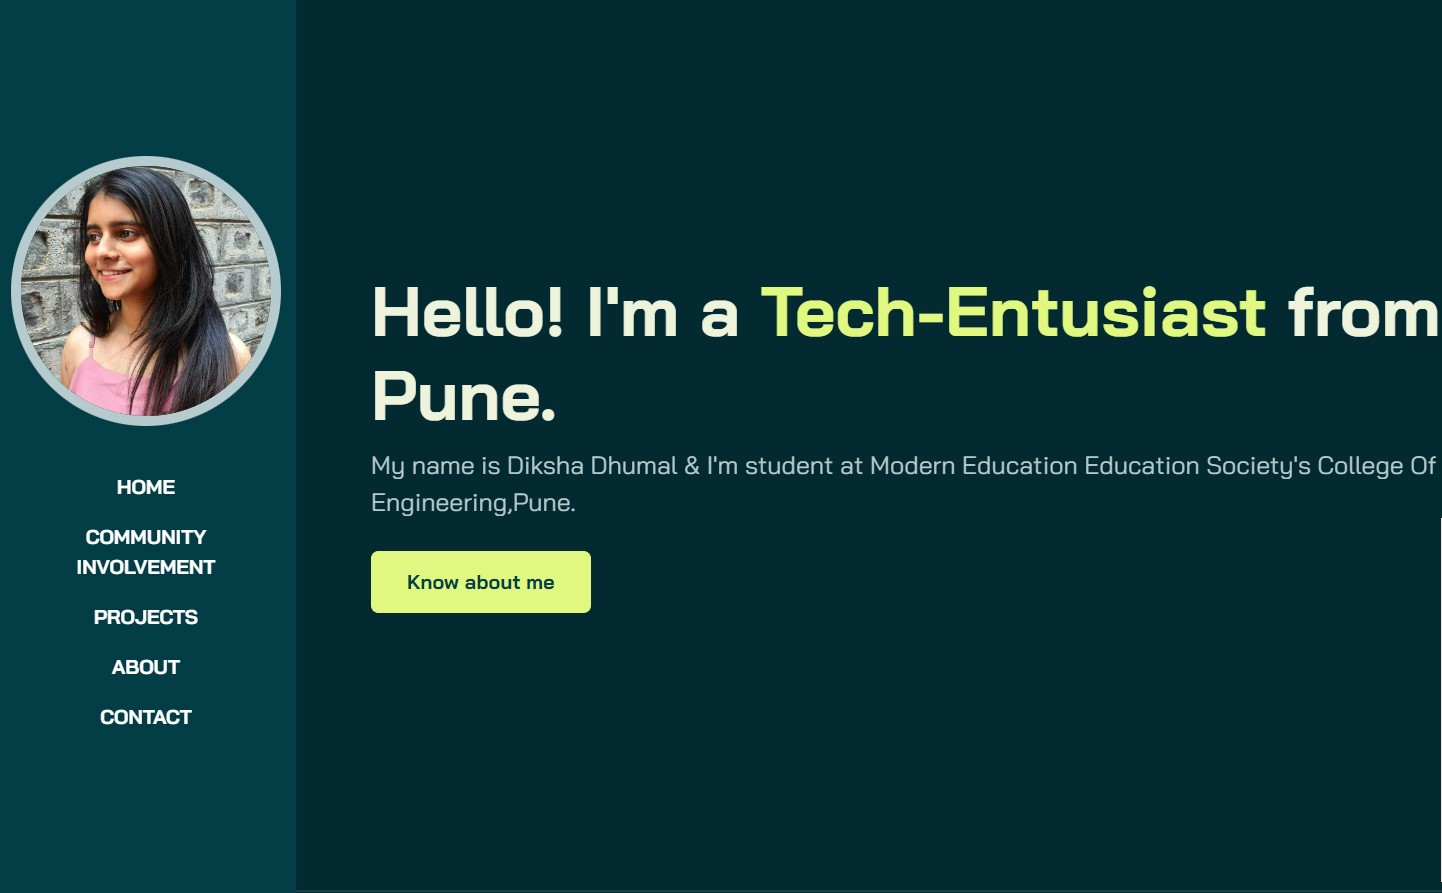 HOME
COMMUNITY
INVOLVEMENT
PROJECTS
ABOUT
CONTACT
Hello! I'm a Tech-Entusiast from
Pune.
My name is Diksha Dhumal & I'm student at Modern Education Education Society's College Of
Engineering,Pune.
Know about me